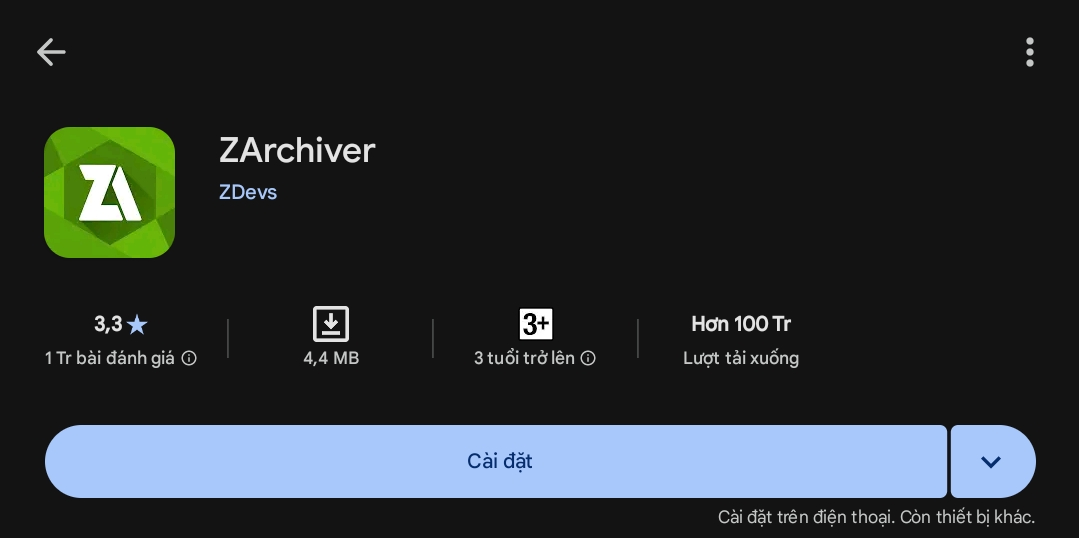 ZArchiver
ZDevs
ZA
3,3★
1 Tr bài đánh giá
4,4 MB
3+
3 tuổi trở lên
Hơn 100 Tr
Lượt tải xuống
Cài đặt
Cài đặt trên điện thoại. Còn thiết bị khác.